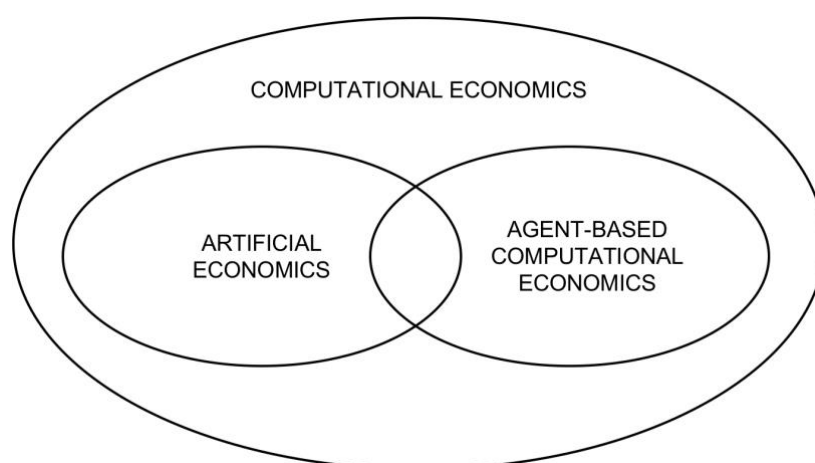 COMPUTATIONAL ECONOMICS
ARTIFICIAL
ECONOMICS
AGENT-BASED
COMPUTATIONAL
ECONOMICS